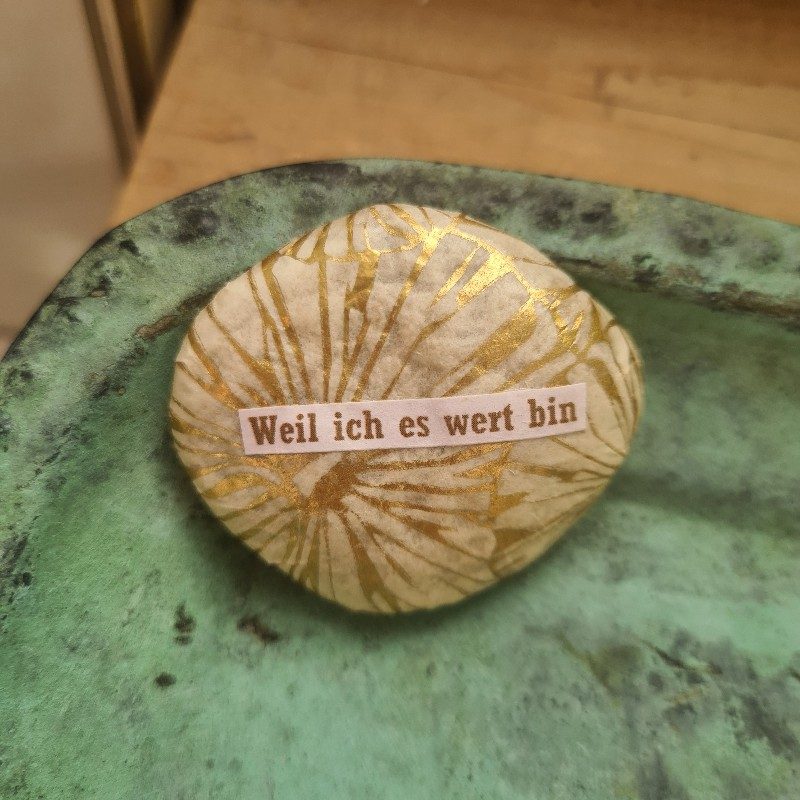 Weil ich es wert bin